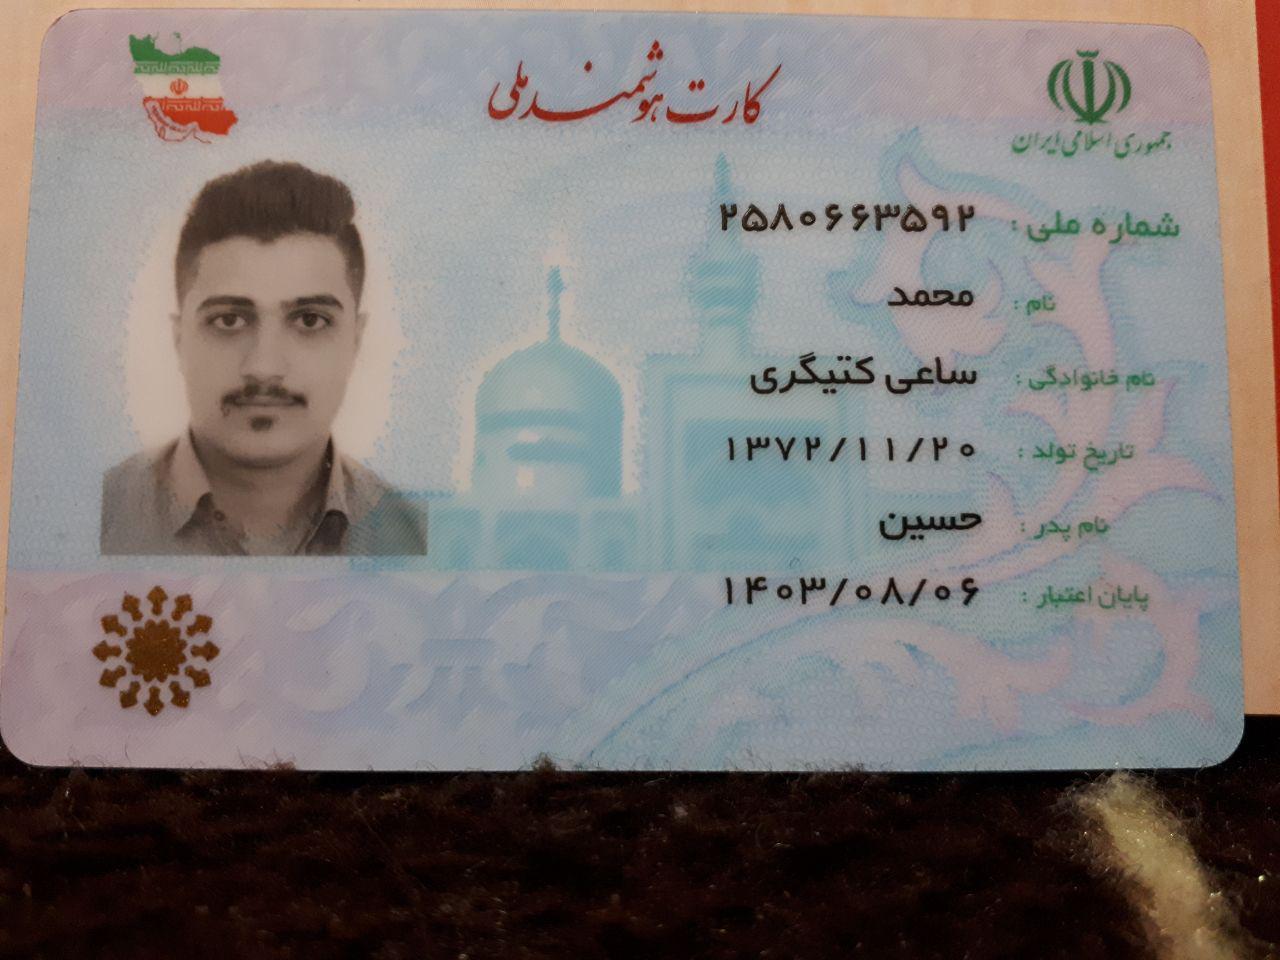 کارت هوشمند ملی
جمهوری اسلامی ایران
شماره ملی : ۲۵۸۰۶۶۳۵۹۲
نام : محمد
نام خانوادگی : ساعی کتیگری
تاریخ تولد : ۱۳۷۲/۱۱/۲۰
نام پدر : حسین
پایان اعتبار : ۱۴۰۳/۰۸/۰۶